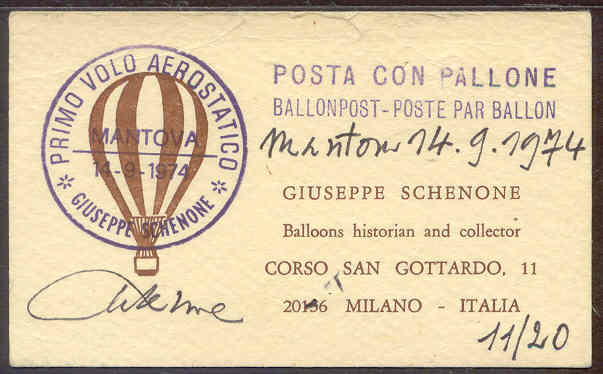 PRIMO VOLO AEROSTATICO
MANTOVA
14-9-1974
* GIUSEPPE SCHENONE *
POSTA CON PALLONE
BALLONPOST-POSTE PAR BALLON
Mantova 14.9.1974
GIUSEPPE SCHENONE
Balloons historian and collector
CORSO SAN GOTTARDO, 11
20136 MILANO - ITALIA
11/20